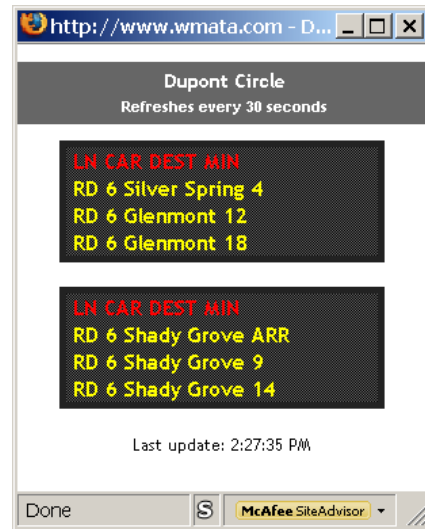 http://www.wmata.com - D...
Dupont Circle
Refreshes every 30 seconds
LN CAR DEST MIN
RD 6 Silver Spring 4
RD 6 Glenmont 12
RD 6 Glenmont 18
LN CAR DEST MIN
RD 6 Shady Grove ARR
RD 6 Shady Grove 9
RD 6 Shady Grove 14
Last update: 2:27:35 PM
Done S McAfee SiteAdvisor